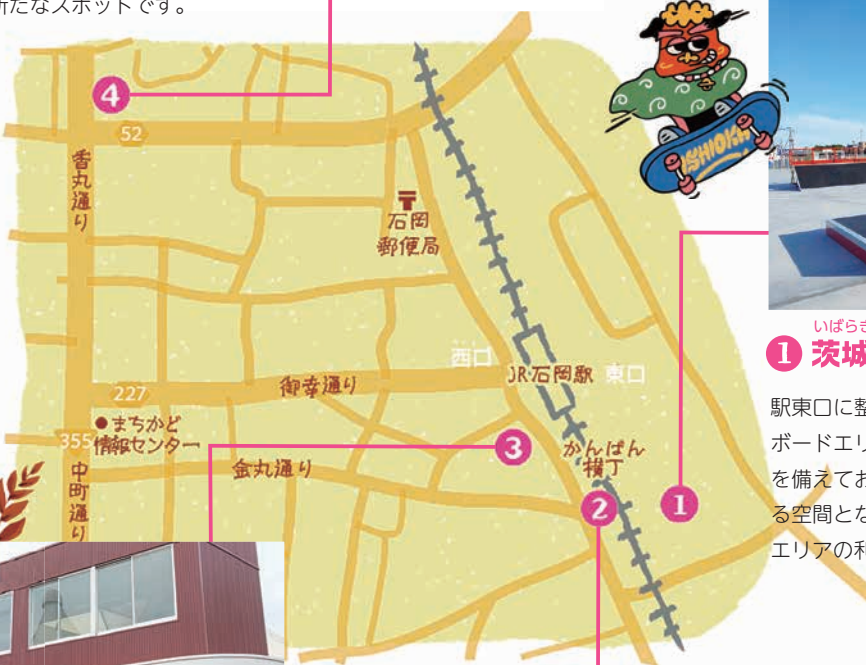 新たなスポットです。
4
52
香丸通り
石岡
郵便局
ISHIOKA
いばらき
1 茨城
西口
JR石岡駅
東口
227
御幸通り
まちかど
情報センター
355
中町通り
金丸通り
3
かんばん
横丁
2
1
駅東口に整
ボードエリ
を備えてお
る空間とな
エリアの利